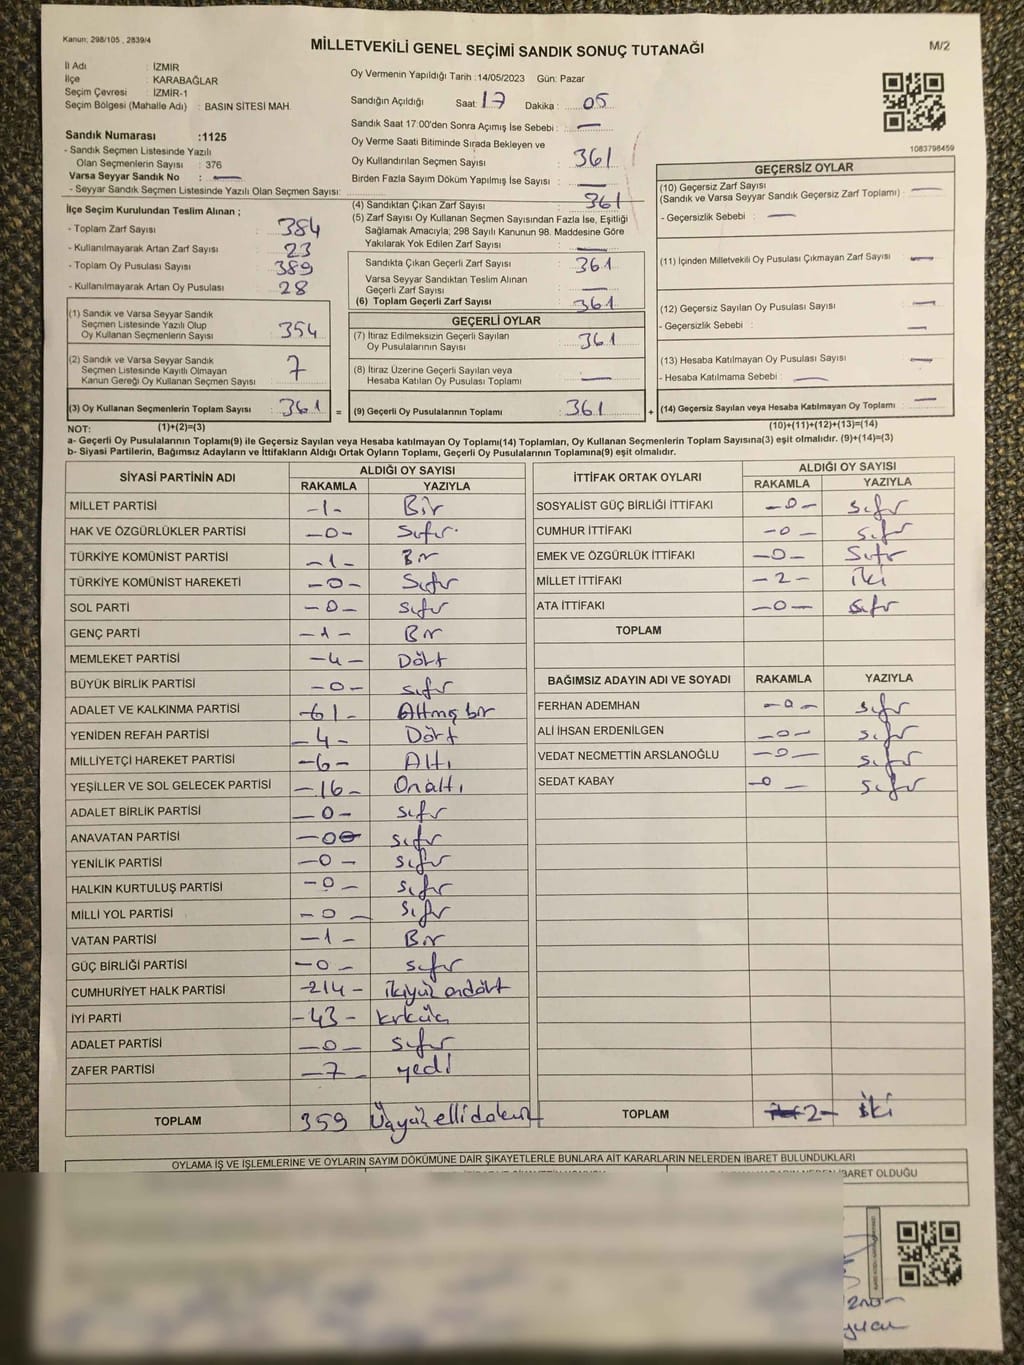 Kanun; 298/105 , 2839/4
MİLLETVEKİLİ GENEL SEÇİMİ SANDIK SONUÇ TUTANAĞI
M/2
İl Adı : İZMİR
İlçe : KARABAĞLAR
Seçim Çevresi : İZMİR-1
Seçim Bölgesi (Mahalle Adı) : BASIN SİTESİ MAH.
Oy Vermenin Yapıldığı Tarih :14/05/2023 Gün: Pazar
Sandığın Açıldığı Saat: 17 Dakika : 05
Sandık Saat 17:00'den Sonra Açımış İse Sebebi : —
Oy Verme Saati Bitiminde Sırada Bekleyen ve
Oy Kullandırılan Seçmen Sayısı 361
Birden Fazla Sayım Döküm Yapılmış İse Sayısı : —
1083798459
Sandık Numarası :1125
- Sandık Seçmen Listesinde Yazılı
Olan Seçmenlerin Sayısı : 376
Varsa Seyyar Sandık No : —
- Seyyar Sandık Seçmen Listesinde Yazılı Olan Seçmen Sayısı:
İlçe Seçim Kurulundan Teslim Alınan ;
- Toplam Zarf Sayısı : 384
- Kullanılmayarak Artan Zarf Sayısı : 23
- Toplam Oy Pusulası Sayısı : 389
- Kullanılmayarak Artan Oy Pusulası : 28
(1) Sandık ve Varsa Seyyar Sandık
Seçmen Listesinde Yazılı Olup
Oy Kullanan Seçmenlerin Sayısı : 354
(2) Sandık ve Varsa Seyyar Sandık
Seçmen Listesinde Kayıtlı Olmayan
Kanun Gereği Oy Kullanan Seçmen Sayısı : 7
(3) Oy Kullanan Seçmenlerin Toplam Sayısı : 361 =
(4) Sandıktan Çıkan Zarf Sayısı : 361
(5) Zarf Sayısı Oy Kullanan Seçmen Sayısından Fazla İse, Eşitliği
Sağlamak Amacıyla; 298 Sayılı Kanunun 98. Maddesine Göre
Yakılarak Yok Edilen Zarf Sayısı : —
Sandıkta Çıkan Geçerli Zarf Sayısı : 361
Varsa Seyyar Sandıktan Teslim Alınan
Geçerli Zarf Sayısı : —
(6) Toplam Geçerli Zarf Sayısı : 361
GEÇERLİ OYLAR
(7) İtiraz Edilmeksizin Geçerli Sayılan
Oy Pusulalarının Sayısı : 361
(8) İtiraz Üzerine Geçerli Sayılan veya
Hesaba Katılan Oy Pusulası Toplamı : —
(9) Geçerli Oy Pusulalarının Toplamı : 361 +
GEÇERSİZ OYLAR
(10) Geçersiz Zarf Sayısı
(Sandık ve Varsa Seyyar Sandık Geçersiz Zarf Toplamı) : —
- Geçersizlik Sebebi : —
(11) İçinden Milletvekili Oy Pusulası Çıkmayan Zarf Sayısı : —
(12) Geçersiz Sayılan Oy Pusulası Sayısı : —
- Geçersizlik Sebebi : —
(13) Hesaba Katılmayan Oy Pusulası Sayısı : —
- Hesaba Katılmama Sebebi : —
(14) Geçersiz Sayılan veya Hesaba Katılmayan Oy Toplamı : —
NOT: (1)+(2)=(3) (10)+(11)+(12)+(13)=(14)
a- Geçerli Oy Pusulalarının Toplamı(9) ile Geçersiz Sayılan veya Hesaba katılmayan Oy Toplamı(14) Toplamları, Oy Kullanan Seçmenlerin Toplam Sayısına(3) eşit olmalıdır. (9)+(14)=(3)
b- Siyasi Partilerin, Bağımsız Adayların ve İttifakların Aldığı Oyların Toplamı, Geçerli Oy Pusulalarının Toplamına(9) eşit olmalıdır.
SİYASİ PARTİNİN ADI ALDIĞI OY SAYISI
RAKAMLA YAZIYLA
MİLLET PARTİSİ -1- Bir
HAK VE ÖZGÜRLÜKLER PARTİSİ -0- Sıfır
TÜRKİYE KOMÜNİST PARTİSİ -1- Bir
TÜRKİYE KOMÜNİST HAREKETİ -0- Sıfır
SOL PARTİ -0- sıfır
GENÇ PARTİ -1- Bir
MEMLEKET PARTİSİ -4- Dört
BÜYÜK BİRLİK PARTİSİ -0- sıfır
ADALET VE KALKINMA PARTİSİ -61- Altmış bir
YENİDEN REFAH PARTİSİ -4- Dört
MİLLİYETÇİ HAREKET PARTİSİ -6- Altı
YEŞİLLER VE SOL GELECEK PARTİSİ -16- Onaltı
ADALET BİRLİK PARTİSİ -0- sıfır
ANAVATAN PARTİSİ -0- sıfır
YENİLİK PARTİSİ -0- sıfır
HALKIN KURTULUŞ PARTİSİ -0- sıfır
MİLLİ YOL PARTİSİ -0- sıfır
VATAN PARTİSİ -1- Bir
GÜÇ BİRLİĞİ PARTİSİ -0- sıfır
CUMHURİYET HALK PARTİSİ -214- ikiyüz ondört
İYİ PARTİ -43- kırküç
ADALET PARTİSİ -0- sıfır
ZAFER PARTİSİ -7- yedi
TOPLAM 359 Üçyüz ellidokuz
İTTİFAK ORTAK OYLARI ALDIĞI OY SAYISI
RAKAMLA YAZIYLA
SOSYALİST GÜÇ BİRLİĞİ İTTİFAKI -0- sıfır
CUMHUR İTTİFAKI -0- sıfır
EMEK VE ÖZGÜRLÜK İTTİFAKI -0- Sıfır
MİLLET İTTİFAKI -2- iki
ATA İTTİFAKI -0- sıfır
TOPLAM
BAĞIMSIZ ADAYIN ADI VE SOYADI RAKAMLA YAZIYLA
FERHAN ADEMHAN -0- sıfır
ALİ İHSAN ERDENİLGEN -0- sıfır
VEDAT NECMETTİN ARSLANOĞLU -0- sıfır
SEDAT KABAY -0- sıfır
TOPLAM 2- iki
OYLAMA İŞ VE İŞLEMLERİNE VE OYLARIN SAYIM DÖKÜMÜNE DAİR ŞİKAYETLERLE BUNLARA AİT KARARLARIN NELERDEN İBARET BULUNDUKLARI
İBARET OLDUĞU